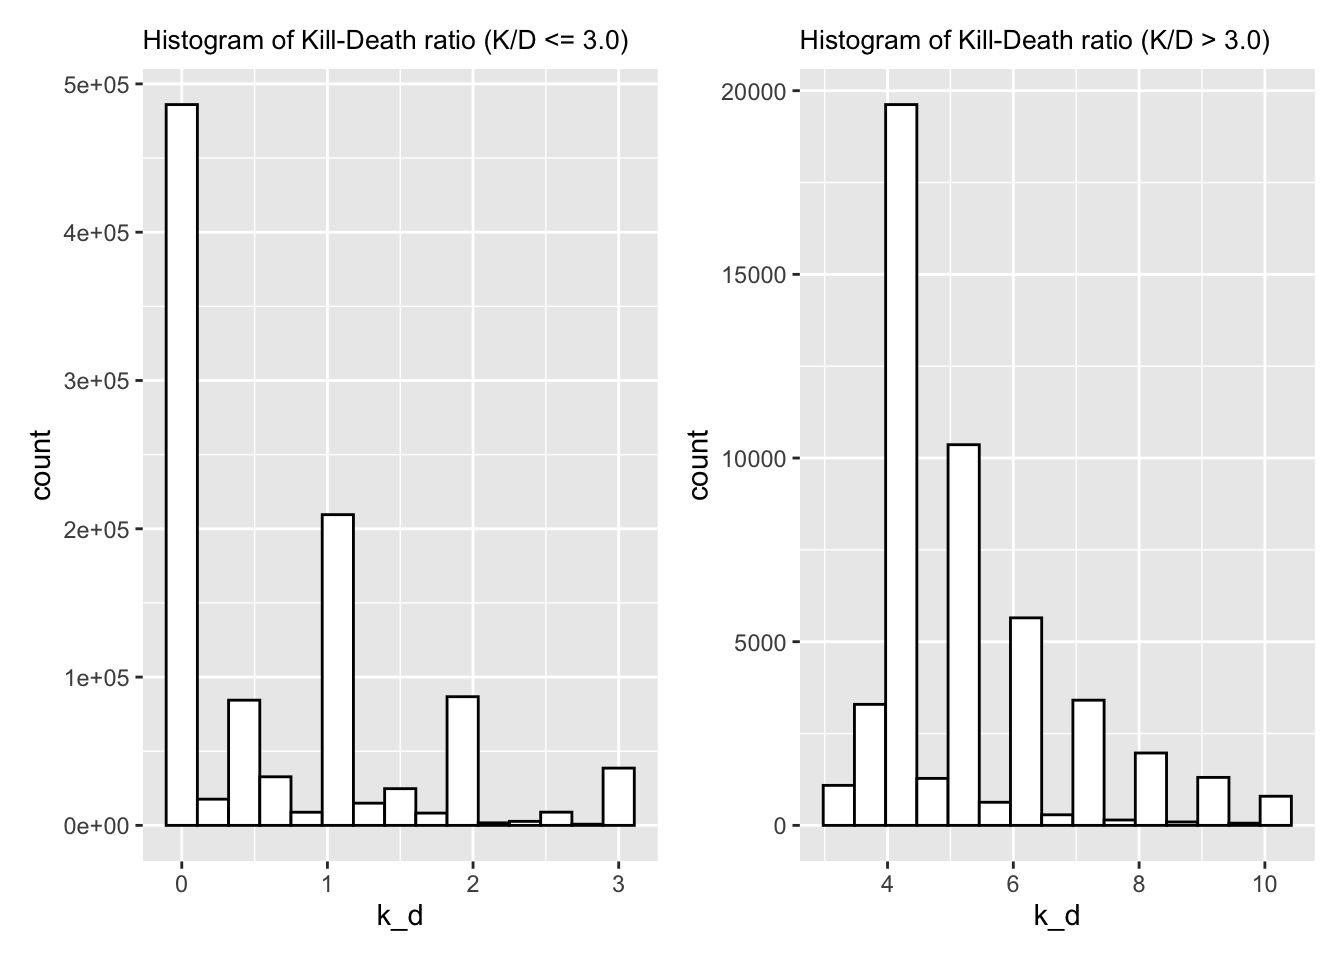 Histogram of Kill-Death ratio (K/D <= 3.0)
5e+05
4e+05
3e+05
2e+05
1e+05
0e+00
count
0 1 2 3
k_d
Histogram of Kill-Death ratio (K/D > 3.0)
20000
15000
10000
5000
0
count
4 6 8 10
k_d